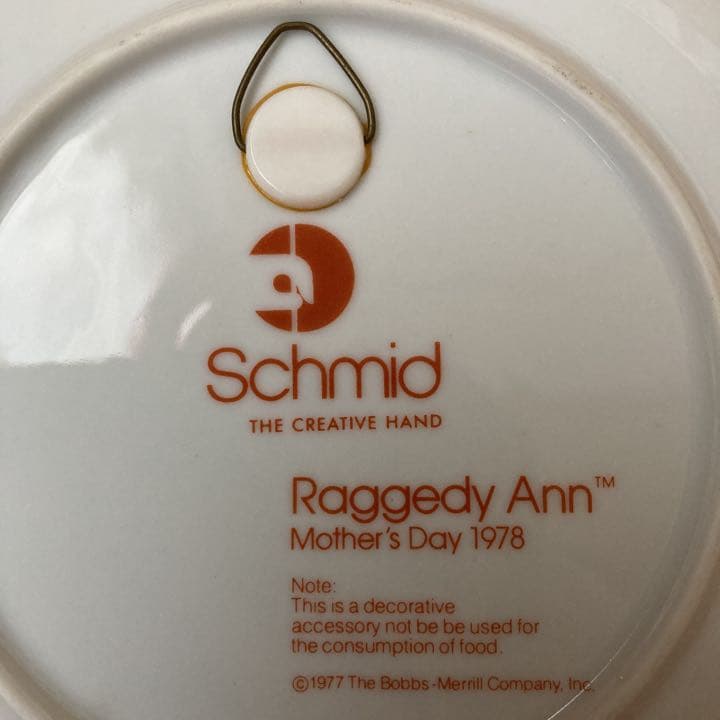 Schmid
THE CREATIVE HAND
Raggedy Ann™
Mother's Day 1978
Note:
This is a decorative
accessory not be be used for
the consumption of food.
©1977 The Bobbs-Merrill Company, Inc.